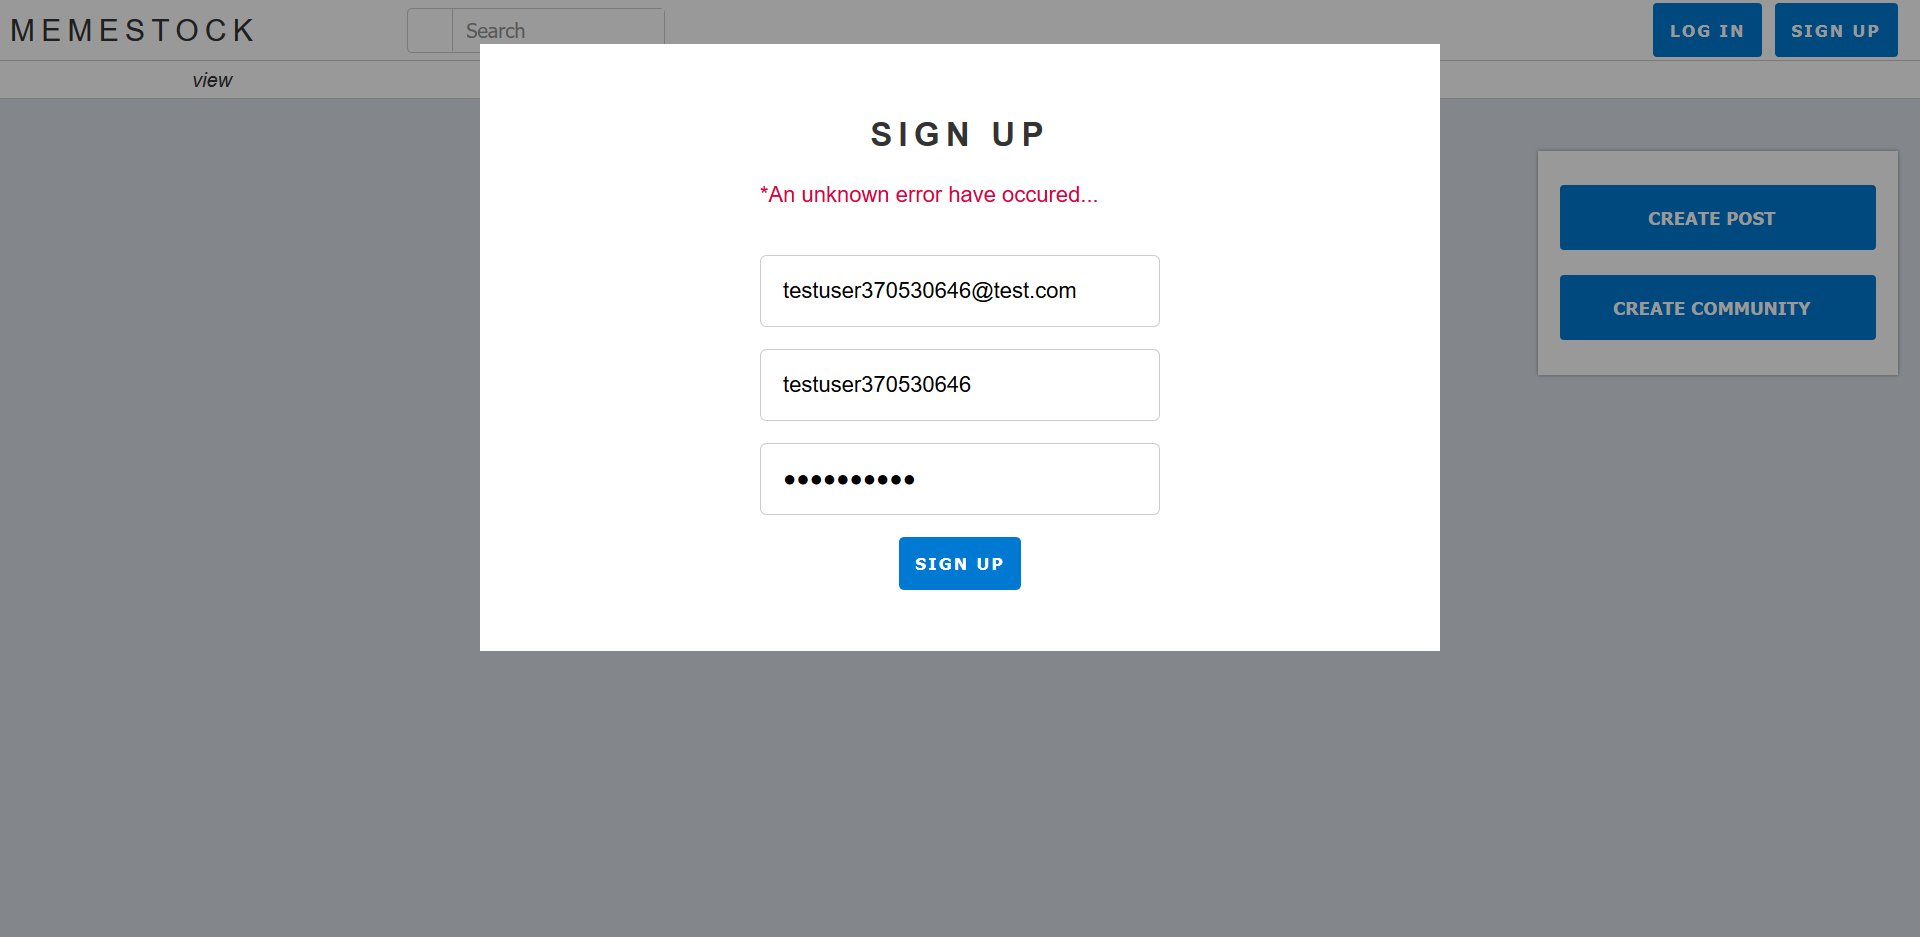 MEMESTOCK
Search
LOG IN
SIGN UP
view
SIGN UP
*An unknown error have occured...
testuser370530646@test.com
testuser370530646
••••••••••
SIGN UP
CREATE POST
CREATE COMMUNITY